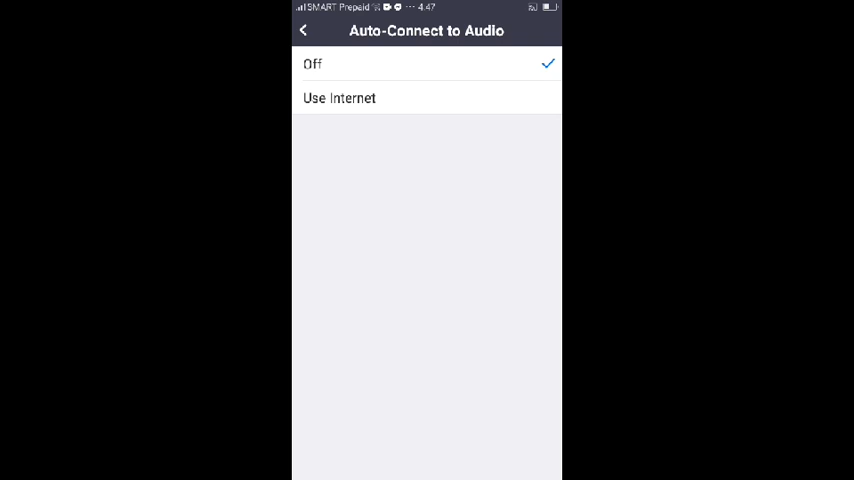 SMART Prepaid ... 4:47
Auto-Connect to Audio
Off
Use Internet